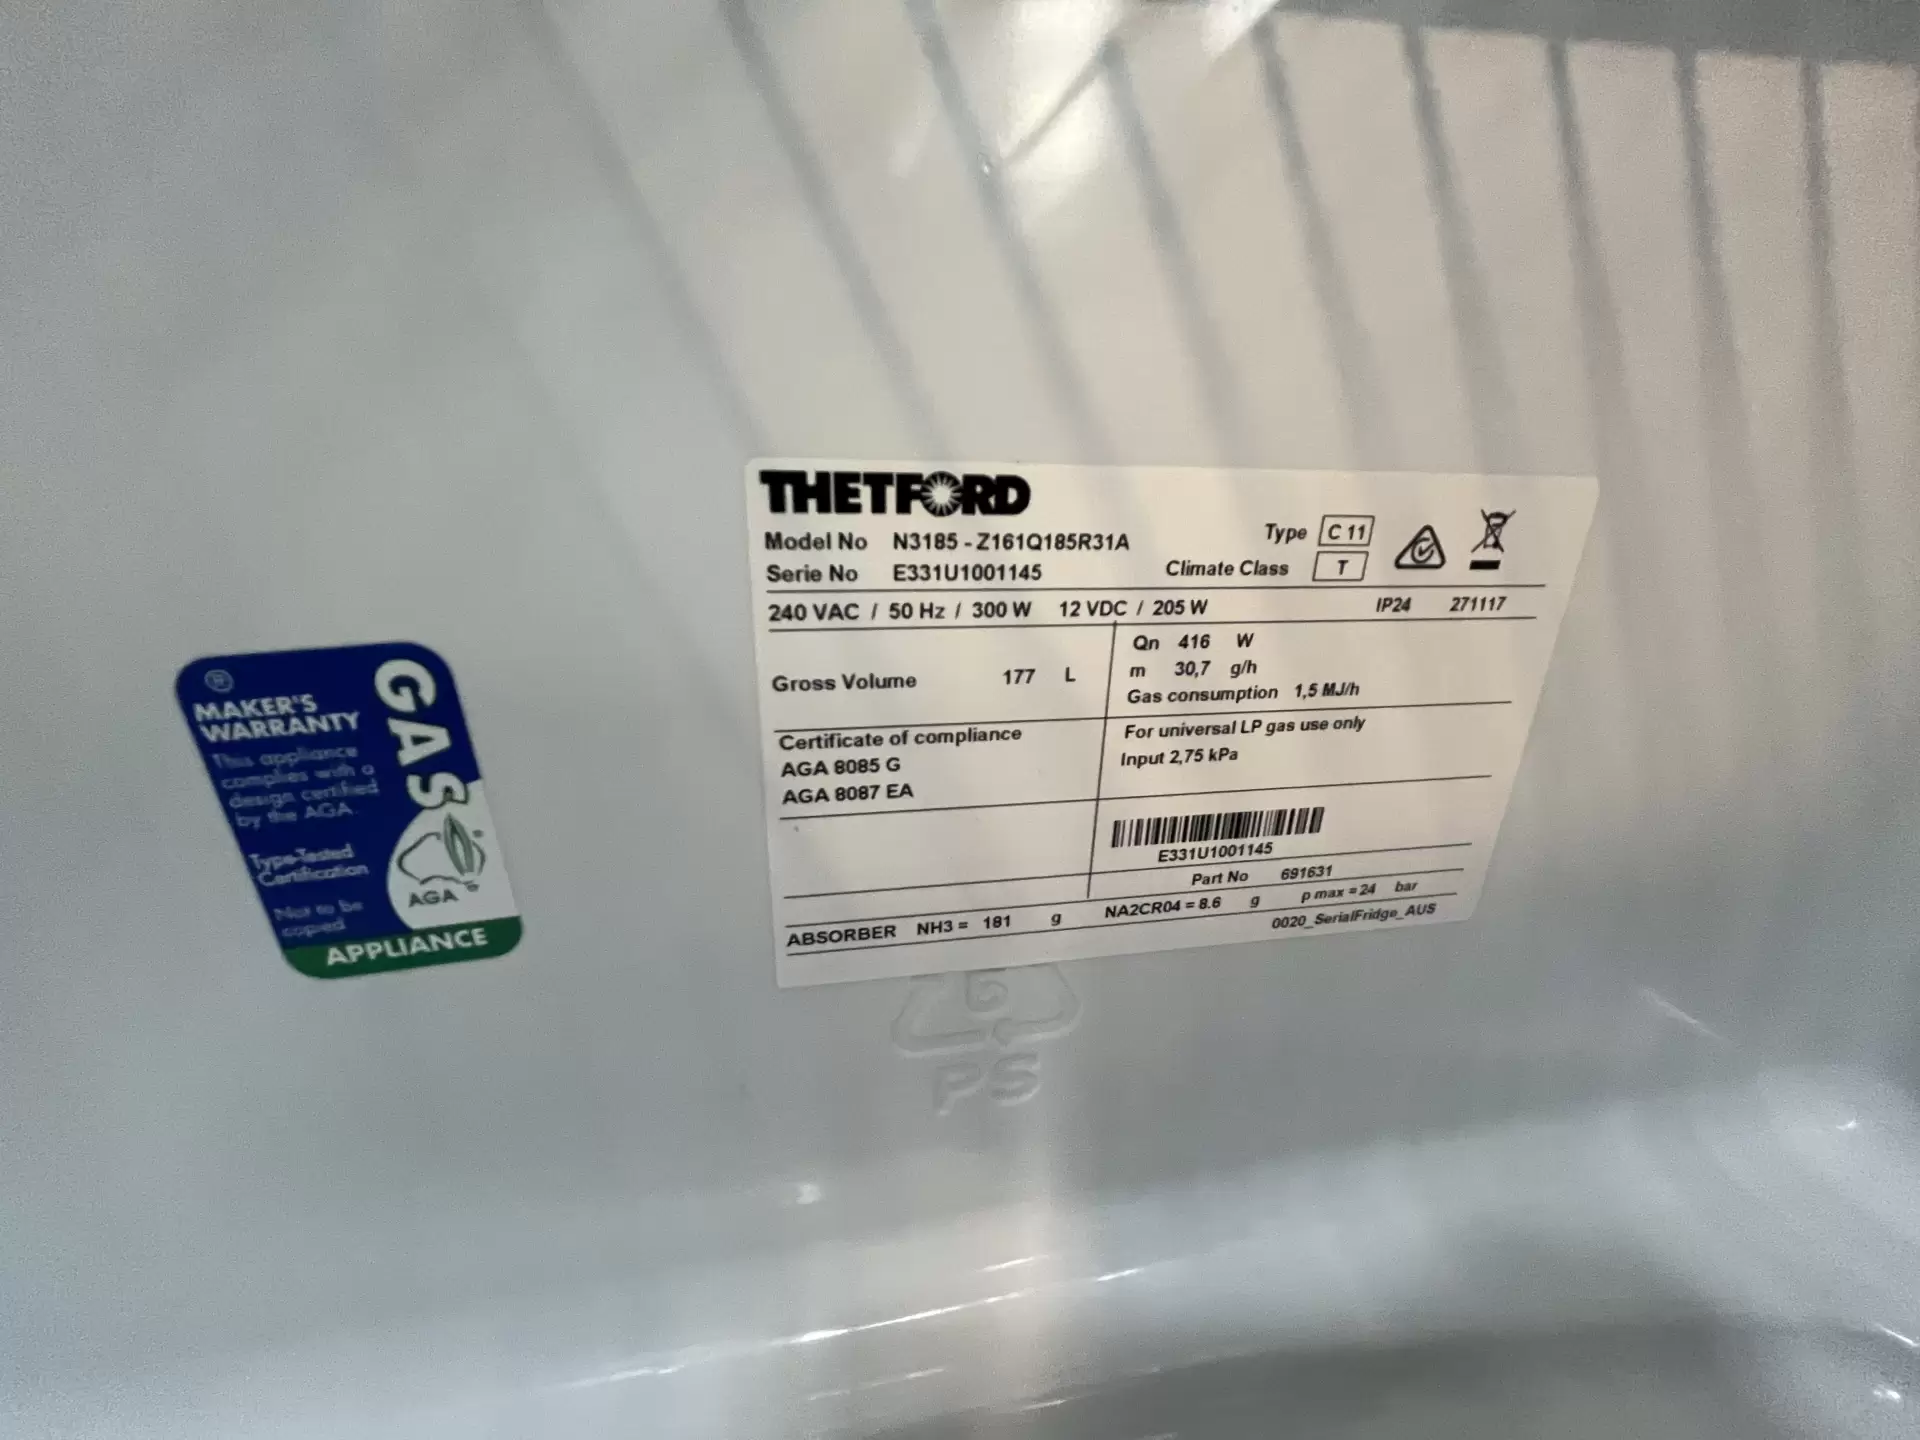 THETFORD
Model No N3185 - Z161Q185R31A
Serie No E331U1001145
Type C 11
Climate Class T
240 VAC / 50 Hz / 300 W 12 VDC / 205 W IP24 271117
Gross Volume 177 L
Qn 416 W
m 30,7 g/h
Gas consumption 1,5 MJ/h
Certificate of compliance
AGA 8085 G
AGA 8087 EA
For universal LP gas use only
Input 2,75 kPa
E331U1001145
Part No 691631
ABSORBER NH3 = 181 g NA2CR04 = 8.6 g p max = 24 bar
0020_SerialFridge_AUS
®
MAKER'S
WARRANTY
This appliance
complies with a
design certified
by the AGA.
Type-Tested
Certification
Not to be
copied
GAS
AGA
APPLIANCE
6
PS